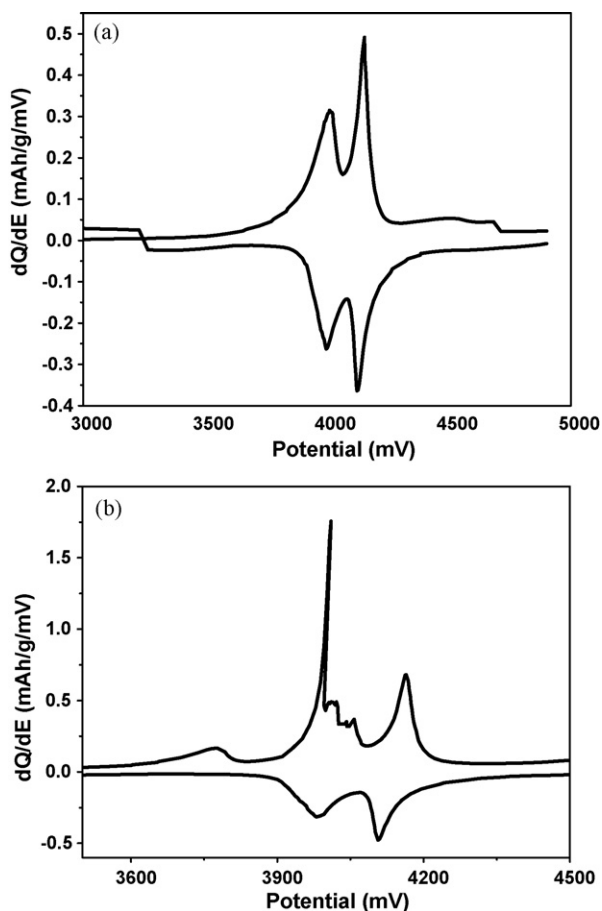 (a)
dQ/dE (mAh/g/mV)
0.5
0.4
0.3
0.2
0.1
0.0
-0.1
-0.2
-0.3
-0.4
3000 3500 4000 4500 5000
Potential (mV)
(b)
dQ/dE (mAh/g/mV)
2.0
1.5
1.0
0.5
0.0
-0.5
3600 3900 4200 4500
Potential (mV)